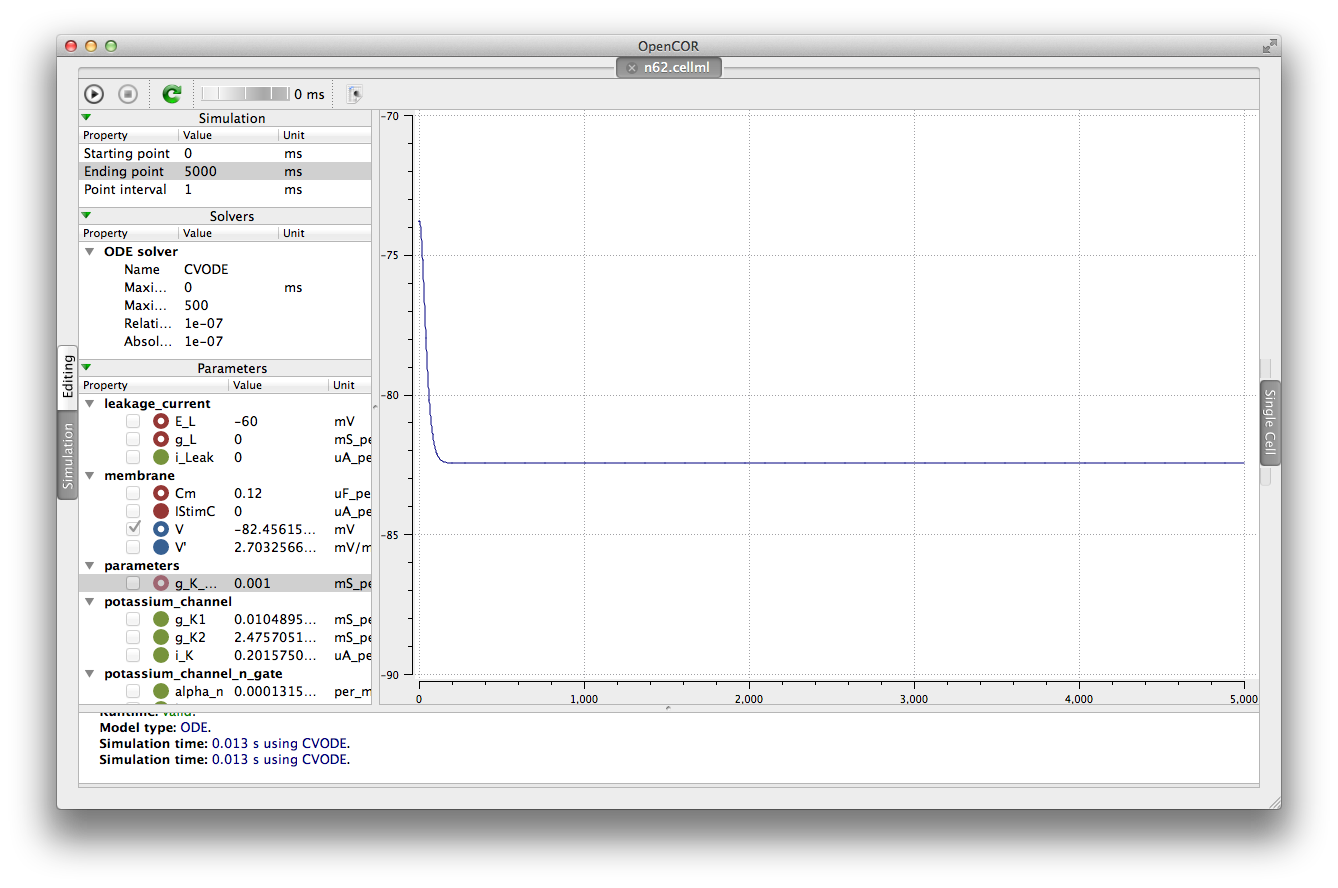 OpenCOR
n62.cellml
0 ms
Simulation
Property Value Unit
Starting point 0 ms
Ending point 5000 ms
Point interval 1 ms
Solvers
Property Value Unit
ODE solver
Name CVODE
Maxi... 0 ms
Maxi... 500
Relati... 1e-07
Absol... 1e-07
Parameters
Property Value Unit
leakage_current
E_L -60 mV
g_L 0 mS_pe
i_Leak 0 uA_pe
membrane
Cm 0.12 uF_pe
IStimC 0 uA_pe
V -82.45615... mV
V' 2.7032566... mV/m
parameters
g_K_... 0.001 mS_pe
potassium_channel
g_K1 0.0104895... mS_pe
g_K2 2.4757051... mS_pe
i_K 0.2015750... uA_pe
potassium_channel_n_gate
alpha_n 0.0001315... per_m
Editing
Simulation
-70
-75
-80
-85
-90
0 1,000 2,000 3,000 4,000 5,000
Single Cell
Runtime: valid.
Model type: ODE.
Simulation time: 0.013 s using CVODE.
Simulation time: 0.013 s using CVODE.